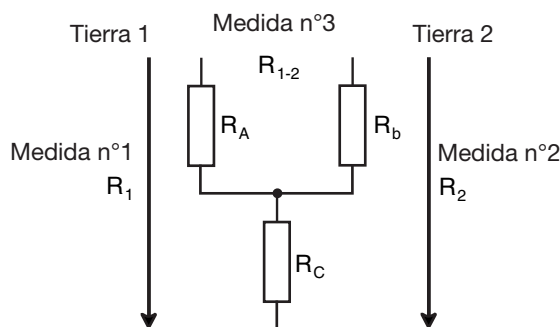 Medida n°3
Tierra 1
Tierra 2
R1-2
RA
Rb
Medida n°1
R1
Medida n°2
R2
RC